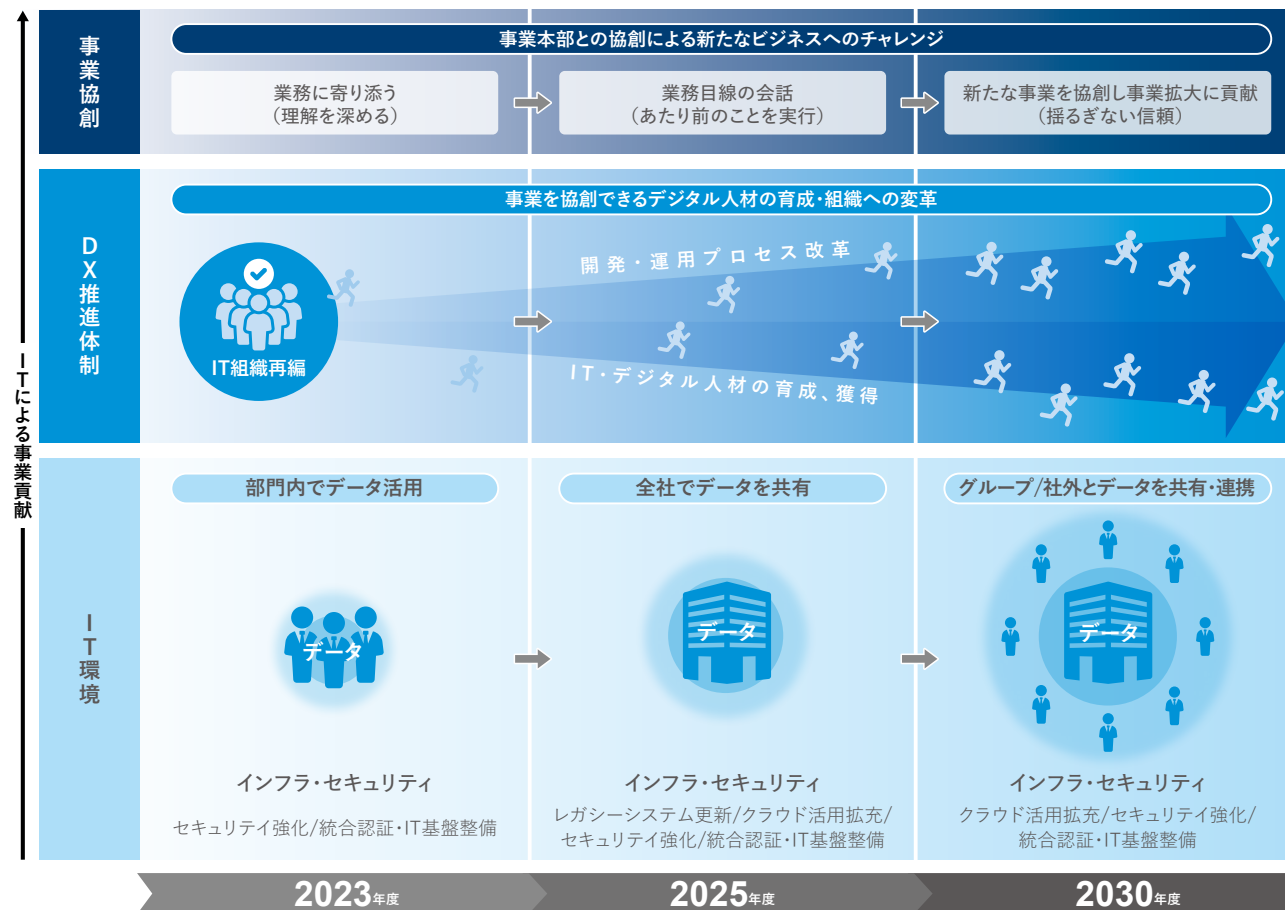 ITによる事業貢献
事業協創
事業本部との協創による新たなビジネスへのチャレンジ
業務に寄り添う
（理解を深める）
業務目線の会話
（あたり前のことを実行）
新たな事業を協創し事業拡大に貢献
（揺るぎない信頼）
DX推進体制
事業を協創できるデジタル人材の育成・組織への変革
IT組織再編
開発・運用プロセス改革
IT・デジタル人材の育成、獲得
IT環境
部門内でデータ活用
データ
インフラ・セキュリティ
セキュリテイ強化/統合認証・IT基盤整備
全社でデータを共有
データ
インフラ・セキュリティ
レガシーシステム更新/クラウド活用拡充/
セキュリテイ強化/統合認証・IT基盤整備
グループ/社外とデータを共有・連携
データ
インフラ・セキュリティ
クラウド活用拡充/セキュリテイ強化/
統合認証・IT基盤整備
2023年度
2025年度
2030年度